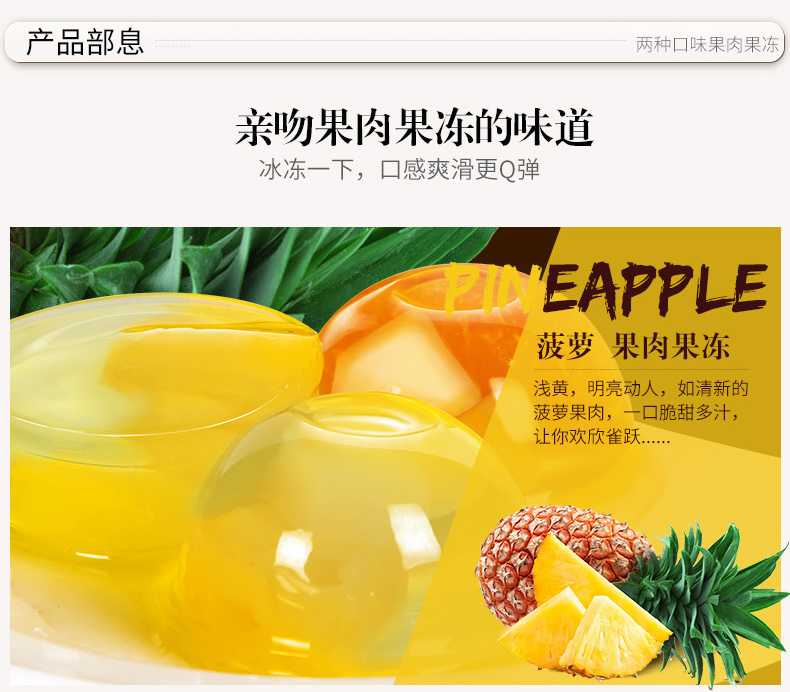 产品部息
两种口味果肉果冻
亲吻果肉果冻的味道
冰冻一下，口感爽滑更Q弹
PINEAPPLE
菠萝 果肉果冻
浅黄，明亮动人，如清新的
菠萝果肉，一口脆甜多汁，
让你欢欣雀跃......